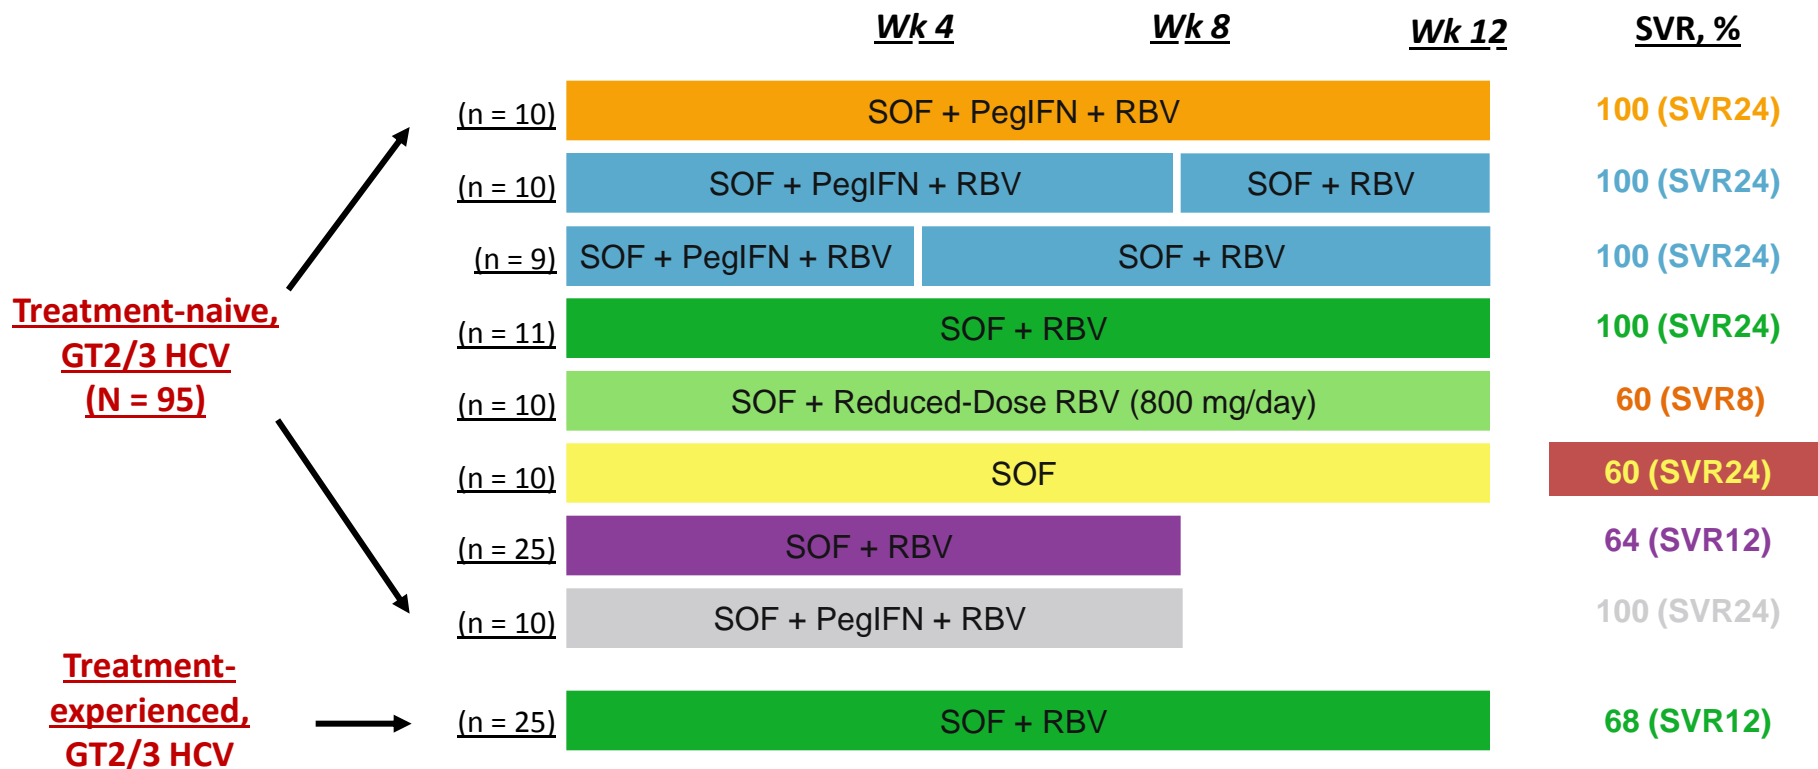 Wk 4 Wk 8 Wk 12 SVR, %
(n = 10) SOF + PegIFN + RBV 100 (SVR24)
(n = 10) SOF + PegIFN + RBV SOF + RBV 100 (SVR24)
(n = 9) SOF + PegIFN + RBV SOF + RBV 100 (SVR24)
Treatment-naive,
GT2/3 HCV
(N = 95)
(n = 11) SOF + RBV 100 (SVR24)
(n = 10) SOF + Reduced-Dose RBV (800 mg/day) 60 (SVR8)
(n = 10) SOF 60 (SVR24)
(n = 25) SOF + RBV 64 (SVR12)
(n = 10) SOF + PegIFN + RBV 100 (SVR24)
Treatment-
experienced,
GT2/3 HCV
(n = 25) SOF + RBV 68 (SVR12)